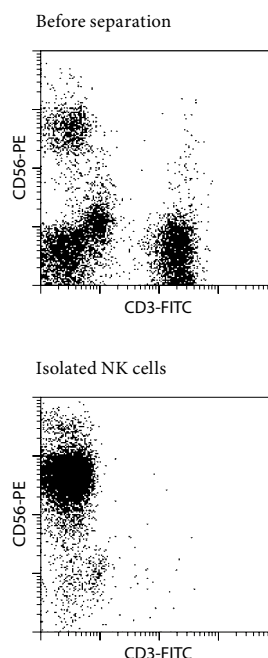 Before separation
CD56-PE
CD3-FITC
Isolated NK cells
CD56-PE
CD3-FITC